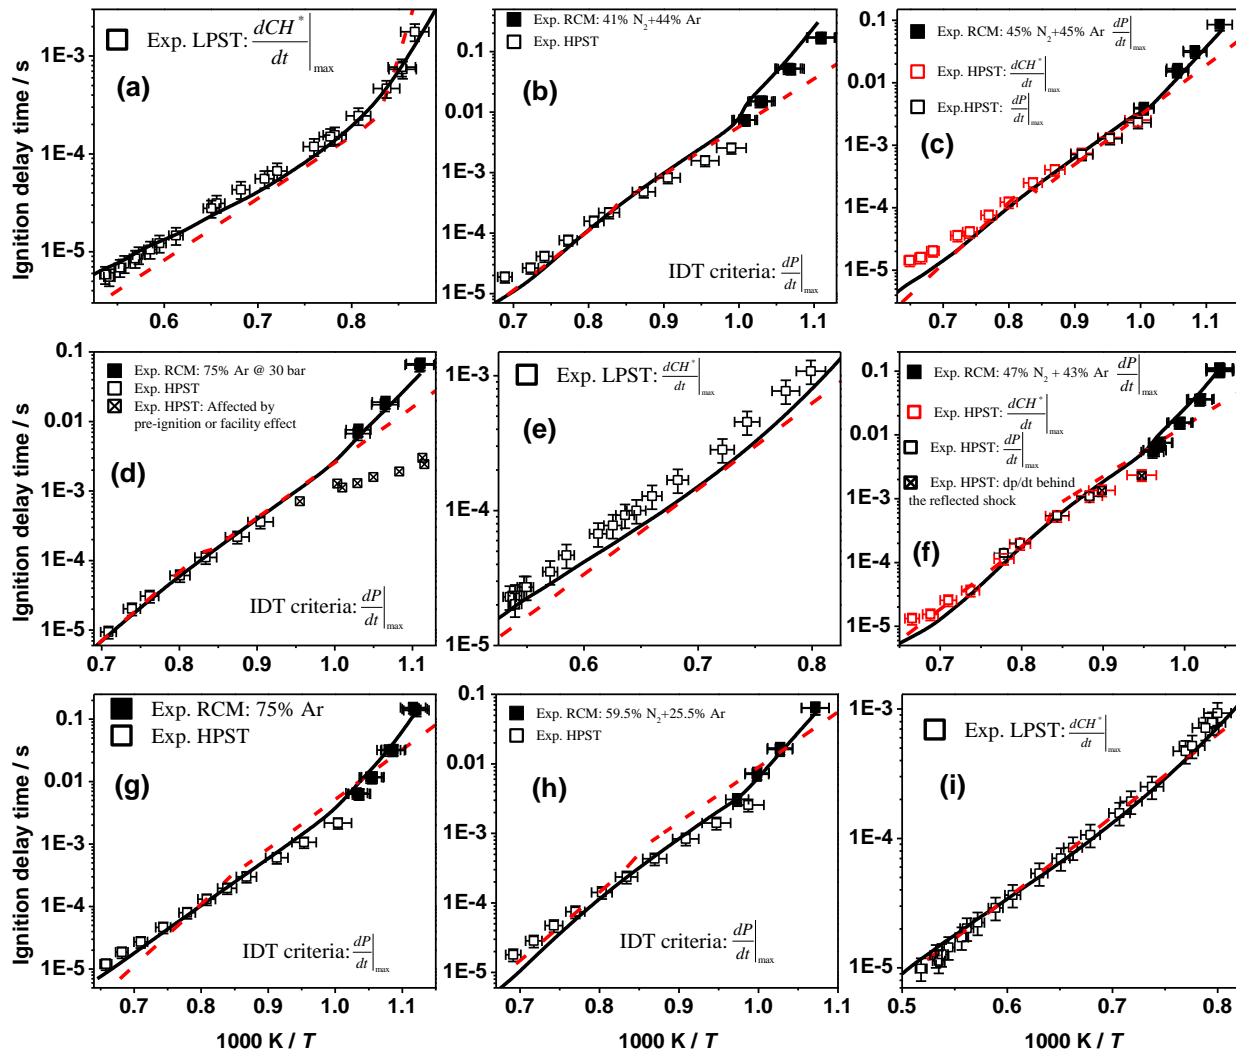 Ignition delay time / s
1E-3
1E-4
1E-5
Exp. LPST: dCH*/dt|max
(a)
0.6 0.7 0.8
0.1
0.01
1E-3
1E-4
1E-5
Exp. RCM: 41% N2+44% Ar
Exp. HPST
(b)
IDT criteria: dP/dt|max
0.7 0.8 0.9 1.0 1.1
0.1
0.01
1E-3
1E-4
1E-5
Exp. RCM: 45% N2+45% Ar dP/dt|max
Exp. HPST: dCH*/dt|max
Exp.HPST: dP/dt|max
(c)
0.7 0.8 0.9 1.0 1.1
Ignition delay time / s
0.1
0.01
1E-3
1E-4
1E-5
Exp. RCM: 75% Ar @ 30 bar
Exp. HPST
Exp. HPST: Affected by
pre-ignition or facility effect
(d)
IDT criteria: dP/dt|max
0.7 0.8 0.9 1.0 1.1
1E-3
1E-4
1E-5
Exp. LPST: dCH*/dt|max
(e)
0.6 0.7 0.8
1
0.1
0.01
1E-3
1E-4
1E-5
Exp. RCM: 47% N2 + 43% Ar dP/dt|max
Exp. HPST: dCH*/dt|max
Exp. HPST: dP/dt|max
Exp. HPST: dp/dt behind
the reflected shock
(f)
0.7 0.8 0.9 1.0
Ignition delay time / s
0.1
0.01
1E-3
1E-4
1E-5
Exp. RCM: 75% Ar
Exp. HPST
(g)
IDT criteria: dP/dt|max
0.7 0.8 0.9 1.0 1.1
1000 K / T
0.1
0.01
1E-3
1E-4
1E-5
Exp. RCM: 59.5% N2+25.5% Ar
Exp. HPST
(h)
IDT criteria: dP/dt|max
0.7 0.8 0.9 1.0 1.1
1000 K / T
1E-3
1E-4
1E-5
Exp. LPST: dCH*/dt|max
(i)
0.5 0.6 0.7 0.8
1000 K / T